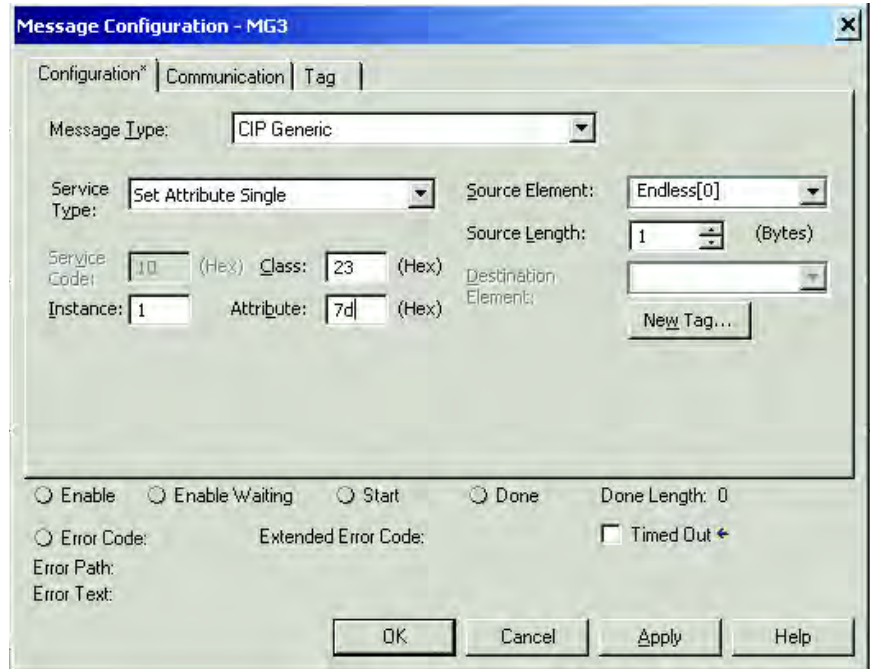 Message Configuration - MG3
Configuration* Communication Tag
Message Type: CIP Generic
Service Type: Set Attribute Single
Source Element: Endless[0]
Source Length: 1 (Bytes)
Service Code: 10 (Hex) Class: 23 (Hex)
Destination Element:
Instance: 1 Attribute: 7d (Hex)
New Tag...
Enable Enable Waiting Start Done Done Length: 0
Error Code: Extended Error Code: Timed Out ←
Error Path:
Error Text:
OK Cancel Apply Help